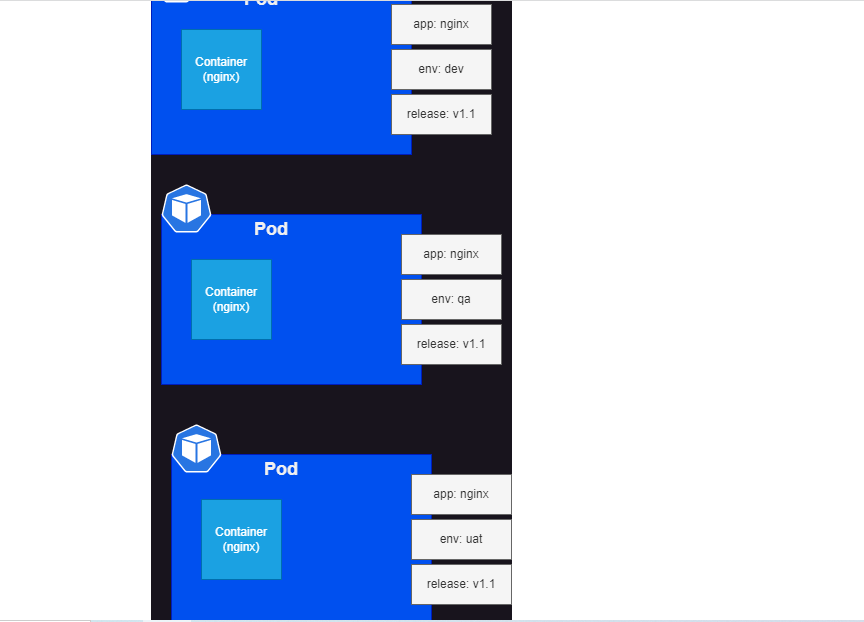 Pod
app: nginx
Container
(nginx)
env: dev
release: v1.1
Pod
app: nginx
Container
(nginx)
env: qa
release: v1.1
Pod
app: nginx
Container
(nginx)
env: uat
release: v1.1